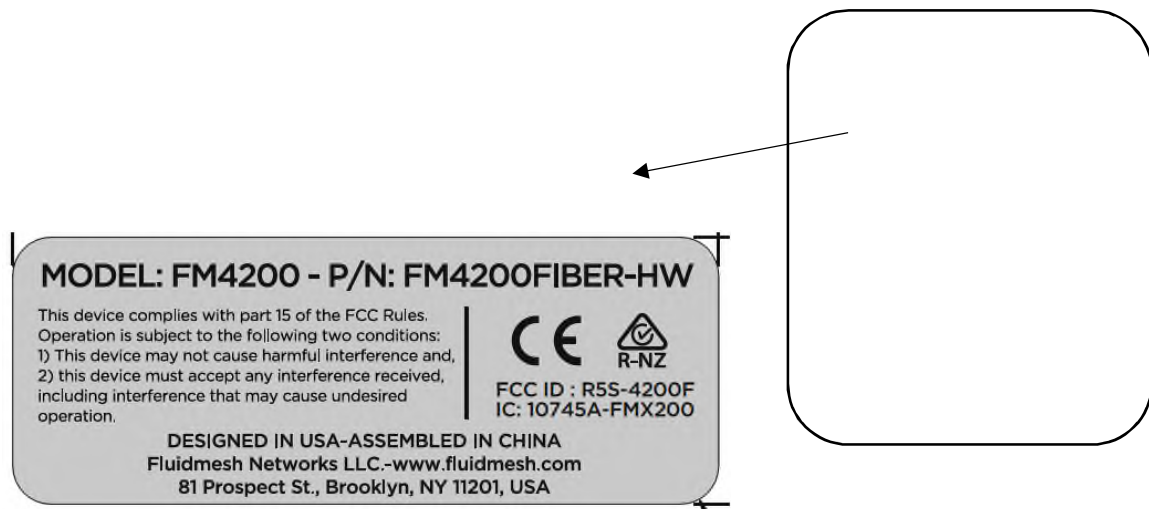 MODEL: FM4200 - P/N: FM4200FIBER-HW
This device complies with part 15 of the FCC Rules.
Operation is subject to the following two conditions:
1) This device may not cause harmful interference and,
2) this device must accept any interference received,
including interference that may cause undesired
operation.
CE
R-NZ
FCC ID : R5S-4200F
IC: 10745A-FMX200
DESIGNED IN USA-ASSEMBLED IN CHINA
Fluidmesh Networks LLC.-www.fluidmesh.com
81 Prospect St., Brooklyn, NY 11201, USA